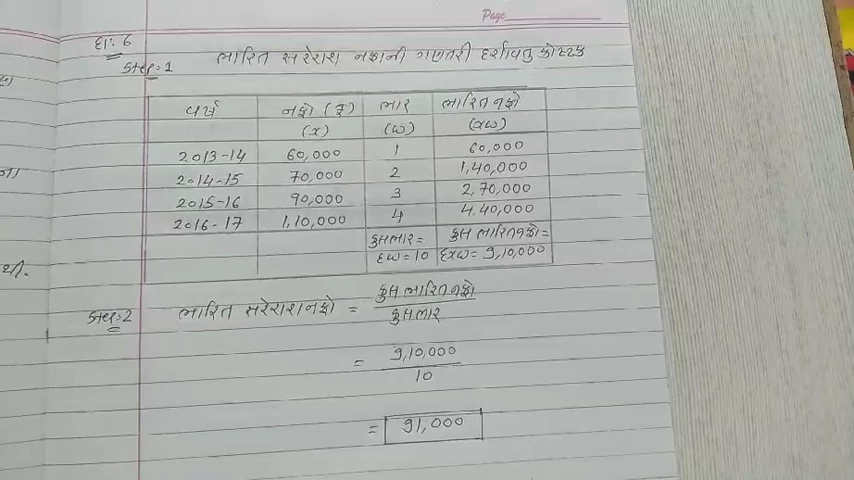 Page
દા: 6
સ્ટેપ:-1 ભારિત સરેરાશ નફાની ગણતરી દર્શાવતુ કોષ્ટક
વર્ષ નફો (₹) ભાર ભારિત નફો
(x) (w) (xw)
2013-14 60,000 1 60,000
2014-15 70,000 2 1,40,000
2015-16 90,000 3 2,70,000
2016-17 1,10,000 4 4,40,000
કુલ ભાર = કુલ ભારિત નફો =
Σw = 10 Σxw = 9,10,000
થી.
સ્ટેપ:2 ભારિત સરેરાશ નફો = કુલ ભારિત નફો
કુલ ભાર
= 9,10,000
10
= 91,000